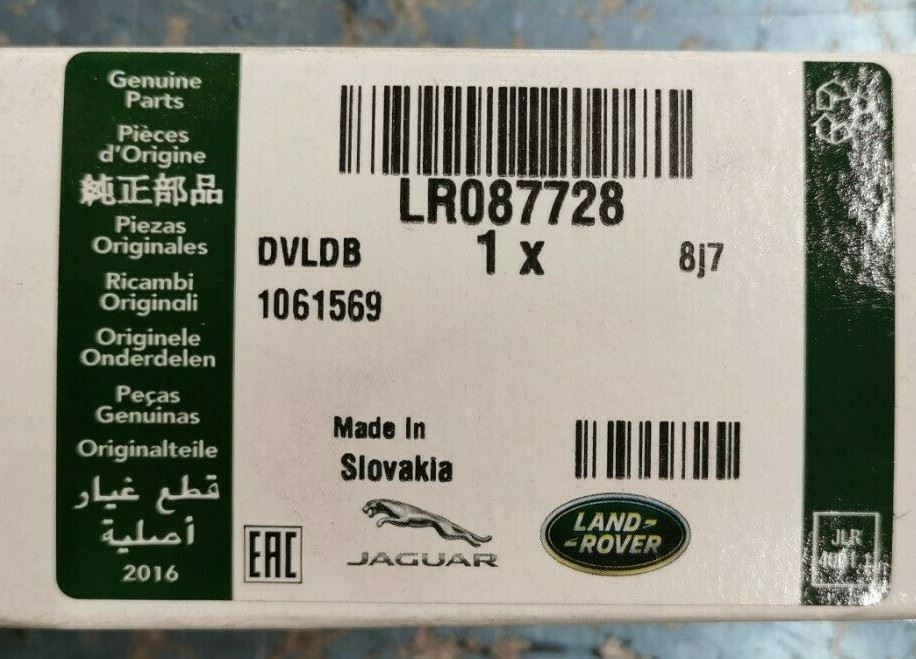 Genuine
Parts
Pièces
d'Origine
純正部品
Piezas
Originales
Ricambi
Originali
Originele
Onderdelen
Peças
Genuinas
Originalteile
قطع غيار
أصلية
2016
LR087728
DVLDB
1 x
8j7
1061569
Made In
Slovakia
EAC
JAGUAR
LAND-
-ROVER
JLR